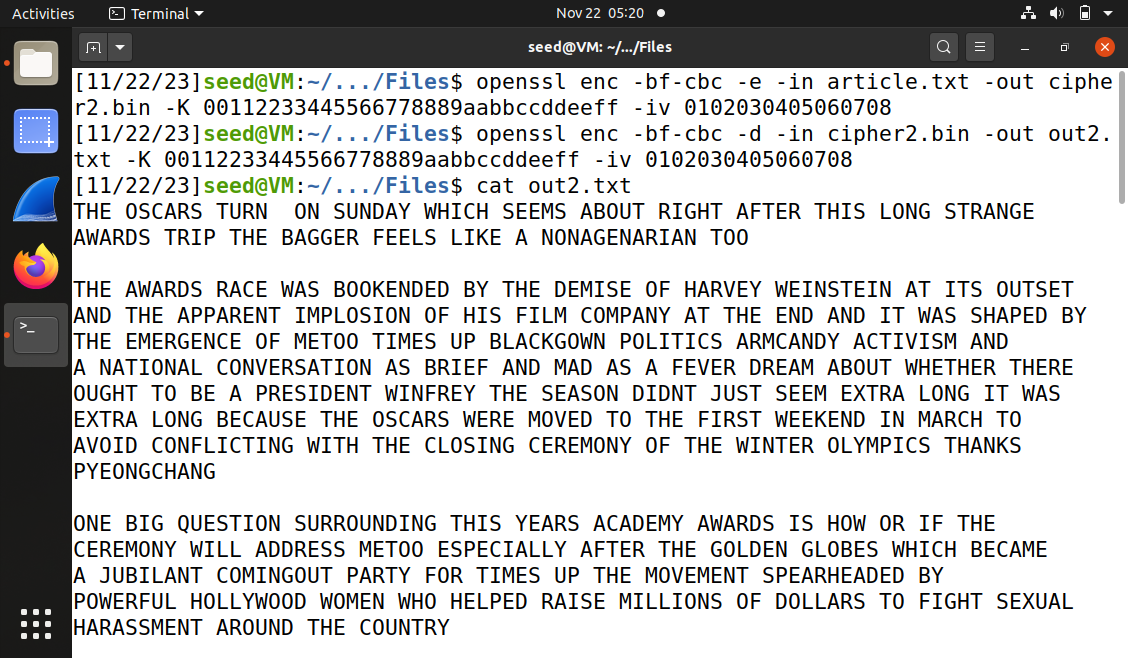 Activities Terminal Nov 22 05:20
seed@VM: ~/.../Files
[11/22/23]seed@VM:~/.../Files$ openssl enc -bf-cbc -e -in article.txt -out ciphe
r2.bin -K 00112233445566778889aabbccddeeff -iv 0102030405060708
[11/22/23]seed@VM:~/.../Files$ openssl enc -bf-cbc -d -in cipher2.bin -out out2.
txt -K 00112233445566778889aabbccddeeff -iv 0102030405060708
[11/22/23]seed@VM:~/.../Files$ cat out2.txt
THE OSCARS TURN  ON SUNDAY WHICH SEEMS ABOUT RIGHT AFTER THIS LONG STRANGE
AWARDS TRIP THE BAGGER FEELS LIKE A NONAGENARIAN TOO

THE AWARDS RACE WAS BOOKENDED BY THE DEMISE OF HARVEY WEINSTEIN AT ITS OUTSET
AND THE APPARENT IMPLOSION OF HIS FILM COMPANY AT THE END AND IT WAS SHAPED BY
THE EMERGENCE OF METOO TIMES UP BLACKGOWN POLITICS ARMCANDY ACTIVISM AND
A NATIONAL CONVERSATION AS BRIEF AND MAD AS A FEVER DREAM ABOUT WHETHER THERE
OUGHT TO BE A PRESIDENT WINFREY THE SEASON DIDNT JUST SEEM EXTRA LONG IT WAS
EXTRA LONG BECAUSE THE OSCARS WERE MOVED TO THE FIRST WEEKEND IN MARCH TO
AVOID CONFLICTING WITH THE CLOSING CEREMONY OF THE WINTER OLYMPICS THANKS
PYEONGCHANG

ONE BIG QUESTION SURROUNDING THIS YEARS ACADEMY AWARDS IS HOW OR IF THE
CEREMONY WILL ADDRESS METOO ESPECIALLY AFTER THE GOLDEN GLOBES WHICH BECAME
A JUBILANT COMINGOUT PARTY FOR TIMES UP THE MOVEMENT SPEARHEADED BY
POWERFUL HOLLYWOOD WOMEN WHO HELPED RAISE MILLIONS OF DOLLARS TO FIGHT SEXUAL
HARASSMENT AROUND THE COUNTRY